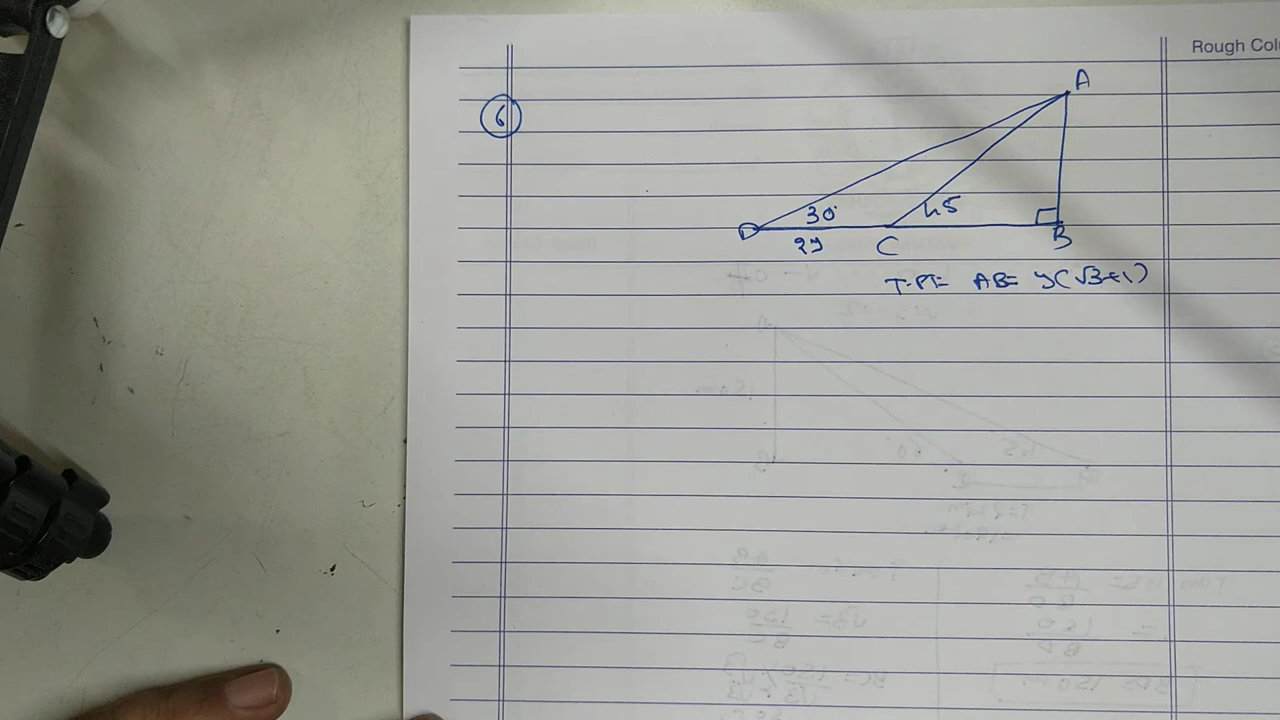 Rough Col
6
A
30°
45
D
C
B
2y
T.PT= AB= y(√3+1)